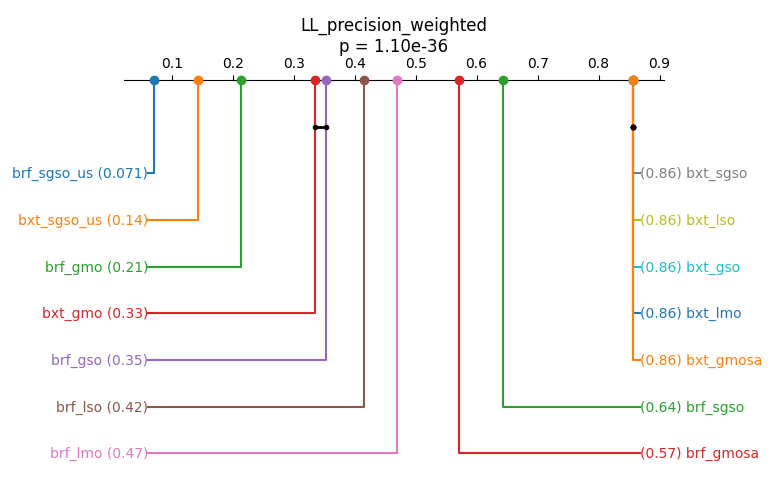 LL_precision_weighted
p = 1.10e-36
0.1 0.2 0.3 0.4 0.5 0.6 0.7 0.8 0.9
brf_sgso_us (0.071) (0.86) bxt_sgso
bxt_sgso_us (0.14) (0.86) bxt_lso
brf_gmo (0.21) (0.86) bxt_gso
bxt_gmo (0.33) (0.86) bxt_lmo
brf_gso (0.35) (0.86) bxt_gmosa
brf_lso (0.42) (0.64) brf_sgso
brf_lmo (0.47) (0.57) brf_gmosa